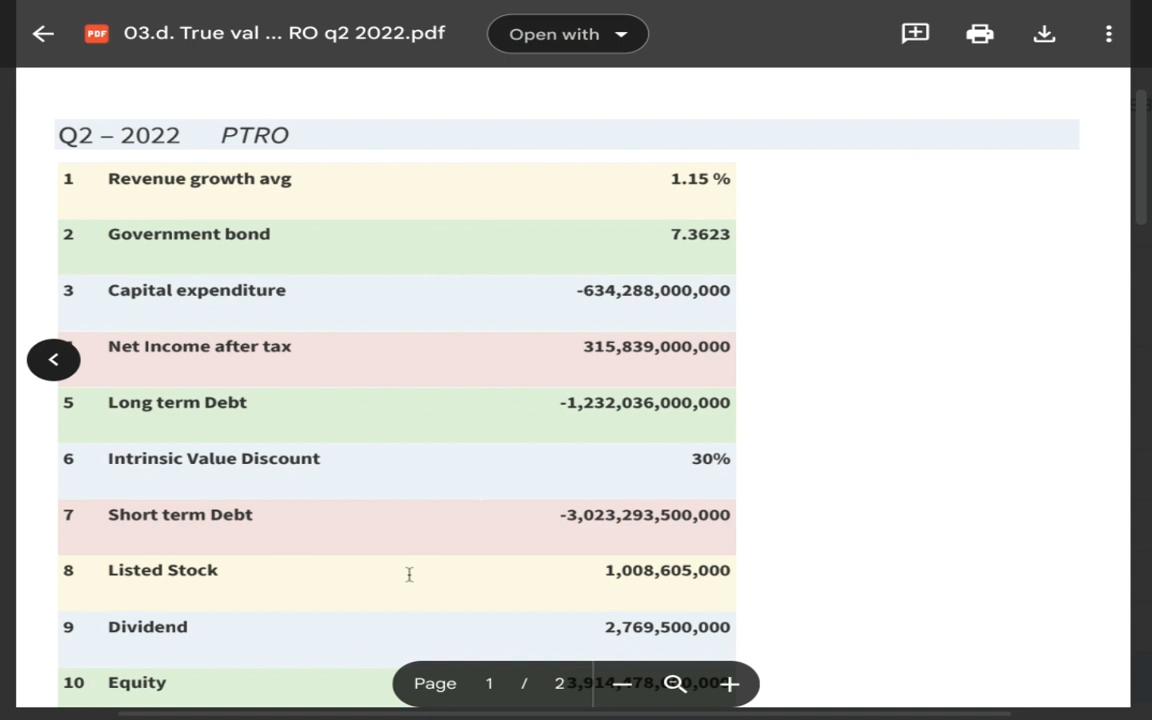 PDF 03.d. True val ... RO q2 2022.pdf Open with
Q2 – 2022 PTRO
1 Revenue growth avg 1.15 %
2 Government bond 7.3623
3 Capital expenditure -634,288,000,000
Net Income after tax 315,839,000,000
5 Long term Debt -1,232,036,000,000
6 Intrinsic Value Discount 30%
7 Short term Debt -3,023,293,500,000
8 Listed Stock 1,008,605,000
9 Dividend 2,769,500,000
10 Equity
Page 1 / 2